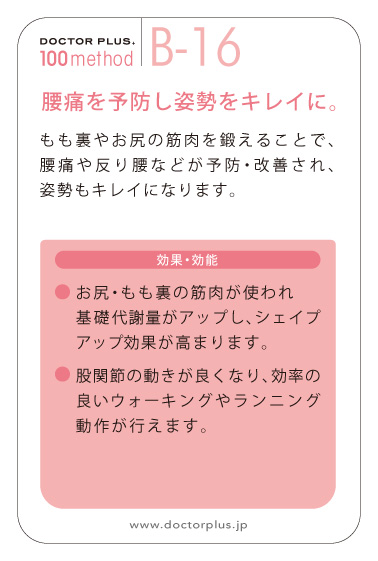 DOCTOR PLUS.
100method
B-16
腰痛を予防し姿勢をキレイに。
もも裏やお尻の筋肉を鍛えることで、
腰痛や反り腰などが予防・改善され、
姿勢もキレイになります。
効果・効能
● お尻・もも裏の筋肉が使われ
基礎代謝量がアップし、シェイプ
アップ効果が高まります。
● 股関節の動きが良くなり、効率の
良いウォーキングやランニング
動作が行えます。
www.doctorplus.jp